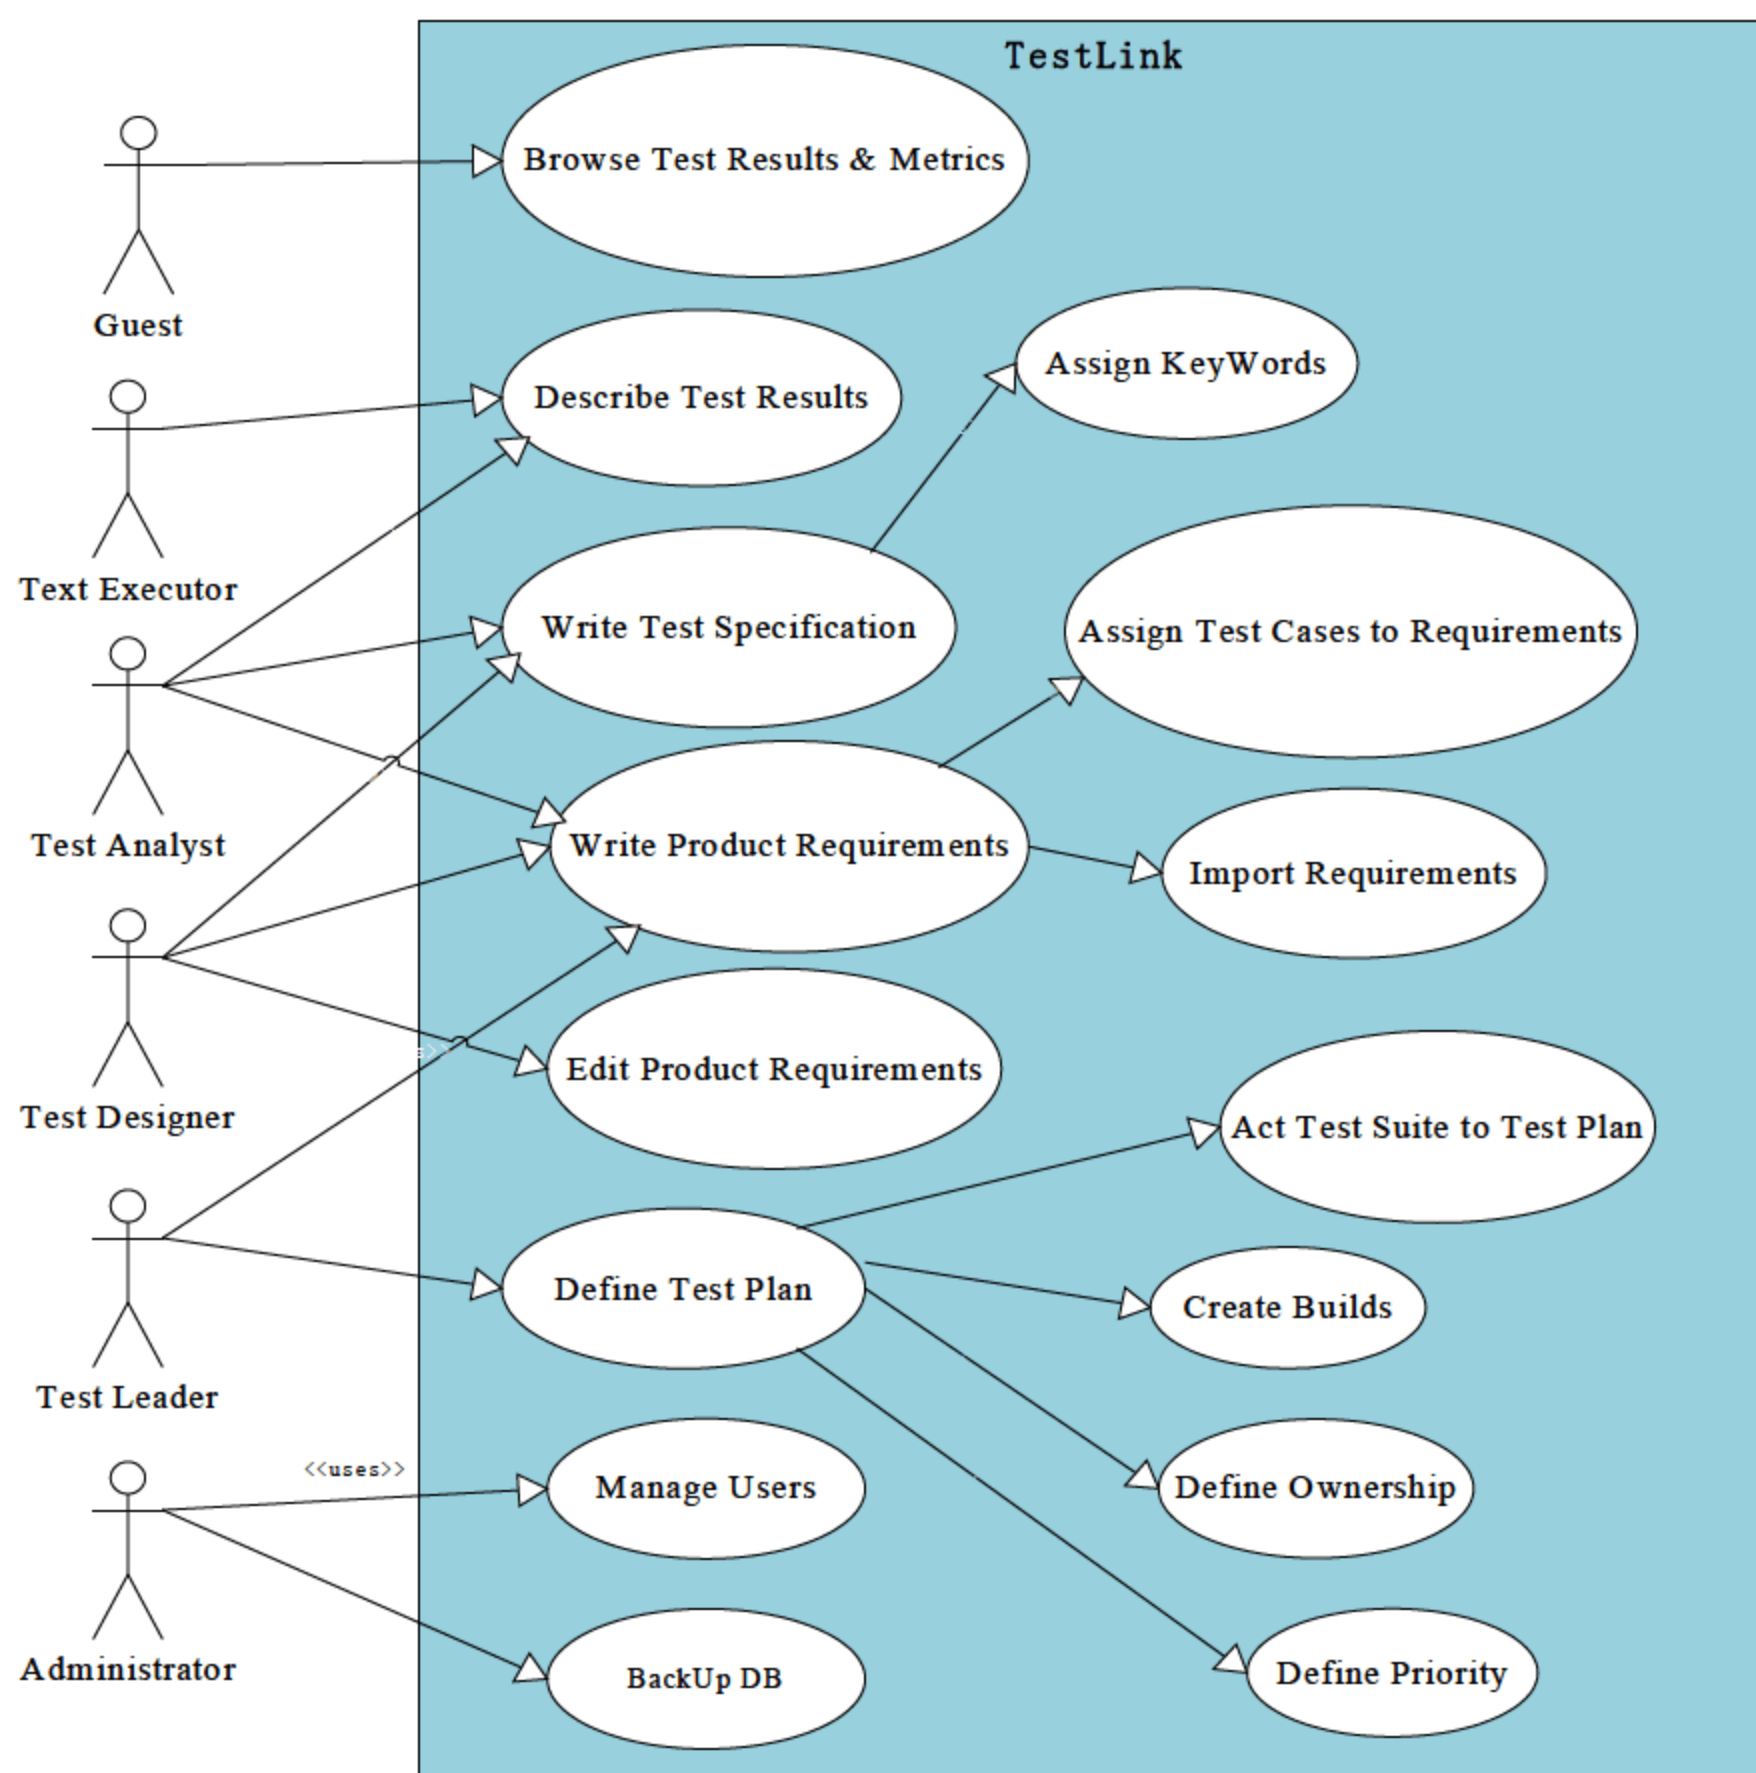 TestLink
Browse Test Results & Metrics
Guest
Assign KeyWords
Describe Test Results
Text Executor
Write Test Specification
Assign Test Cases to Requirements
Test Analyst
Write Product Requirements
Import Requirements
s>>
Edit Product Requirements
Test Designer
Act Test Suite to Test Plan
Define Test Plan
Create Builds
Test Leader
<<uses>>
Manage Users
Define Ownership
Administrator
BackUp DB
Define Priority